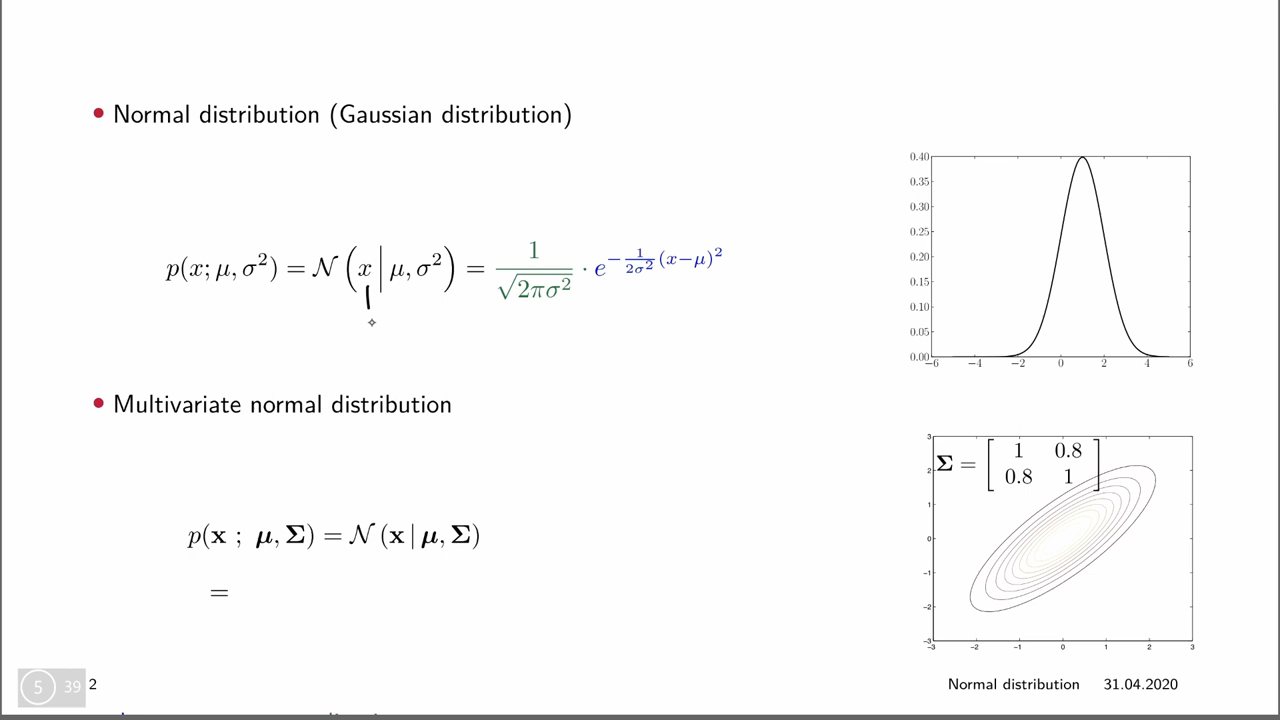 • Normal distribution (Gaussian distribution)
p(x; μ, σ²) = 𝒩 (x | μ, σ²) = 1/√(2πσ²) · e^(−1/(2σ²) (x−μ)²)
0.40
0.35
0.30
0.25
0.20
0.15
0.10
0.05
0.00
−6 −4 −2 0 2 4 6
• Multivariate normal distribution
p(x ; μ, Σ) = 𝒩 (x | μ, Σ)
=
Σ = [ 1 0.8
0.8 1 ]
3
2
1
0
−1
−2
−3
−3 −2 −1 0 1 2 3
5 39 2
Normal distribution 31.04.2020